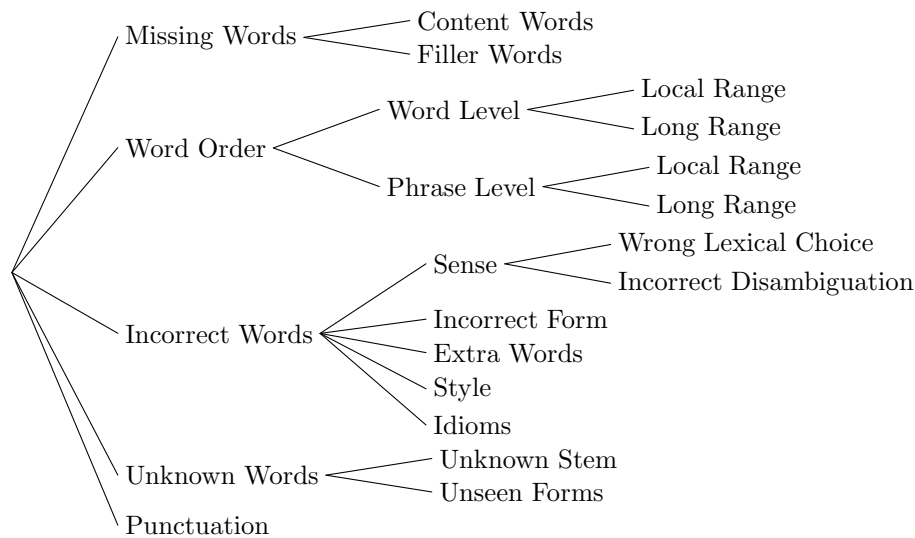 Missing Words
Content Words
Filler Words
Word Order
Word Level
Local Range
Long Range
Phrase Level
Local Range
Long Range
Incorrect Words
Sense
Wrong Lexical Choice
Incorrect Disambiguation
Incorrect Form
Extra Words
Style
Idioms
Unknown Words
Unknown Stem
Unseen Forms
Punctuation